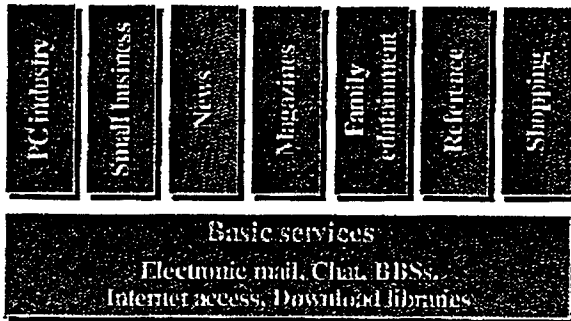 PC industry
Small business
News
Magazines
Family
edutainment
Reference
Shopping
Basic services
Electronic mail, Chat, BBSs,
Internet access, Download libraries